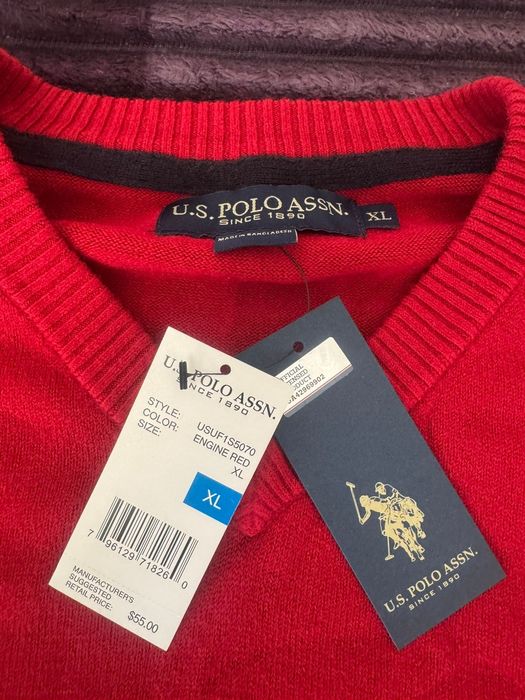 U.S. POLO ASSN.
SINCE 1890
XL
MADE IN BANGLADESH
U.S. POLO ASSN.
SINCE 1890
STYLE: USUF1S5070
COLOR: ENGINE RED
SIZE: XL
XL
7 96129 71826 0
MANUFACTURER'S
SUGGESTED
RETAIL PRICE: $55.00
OFFICIAL
LICENSED
PRODUCT
U.S. POLO ASSN.
SINCE 1890